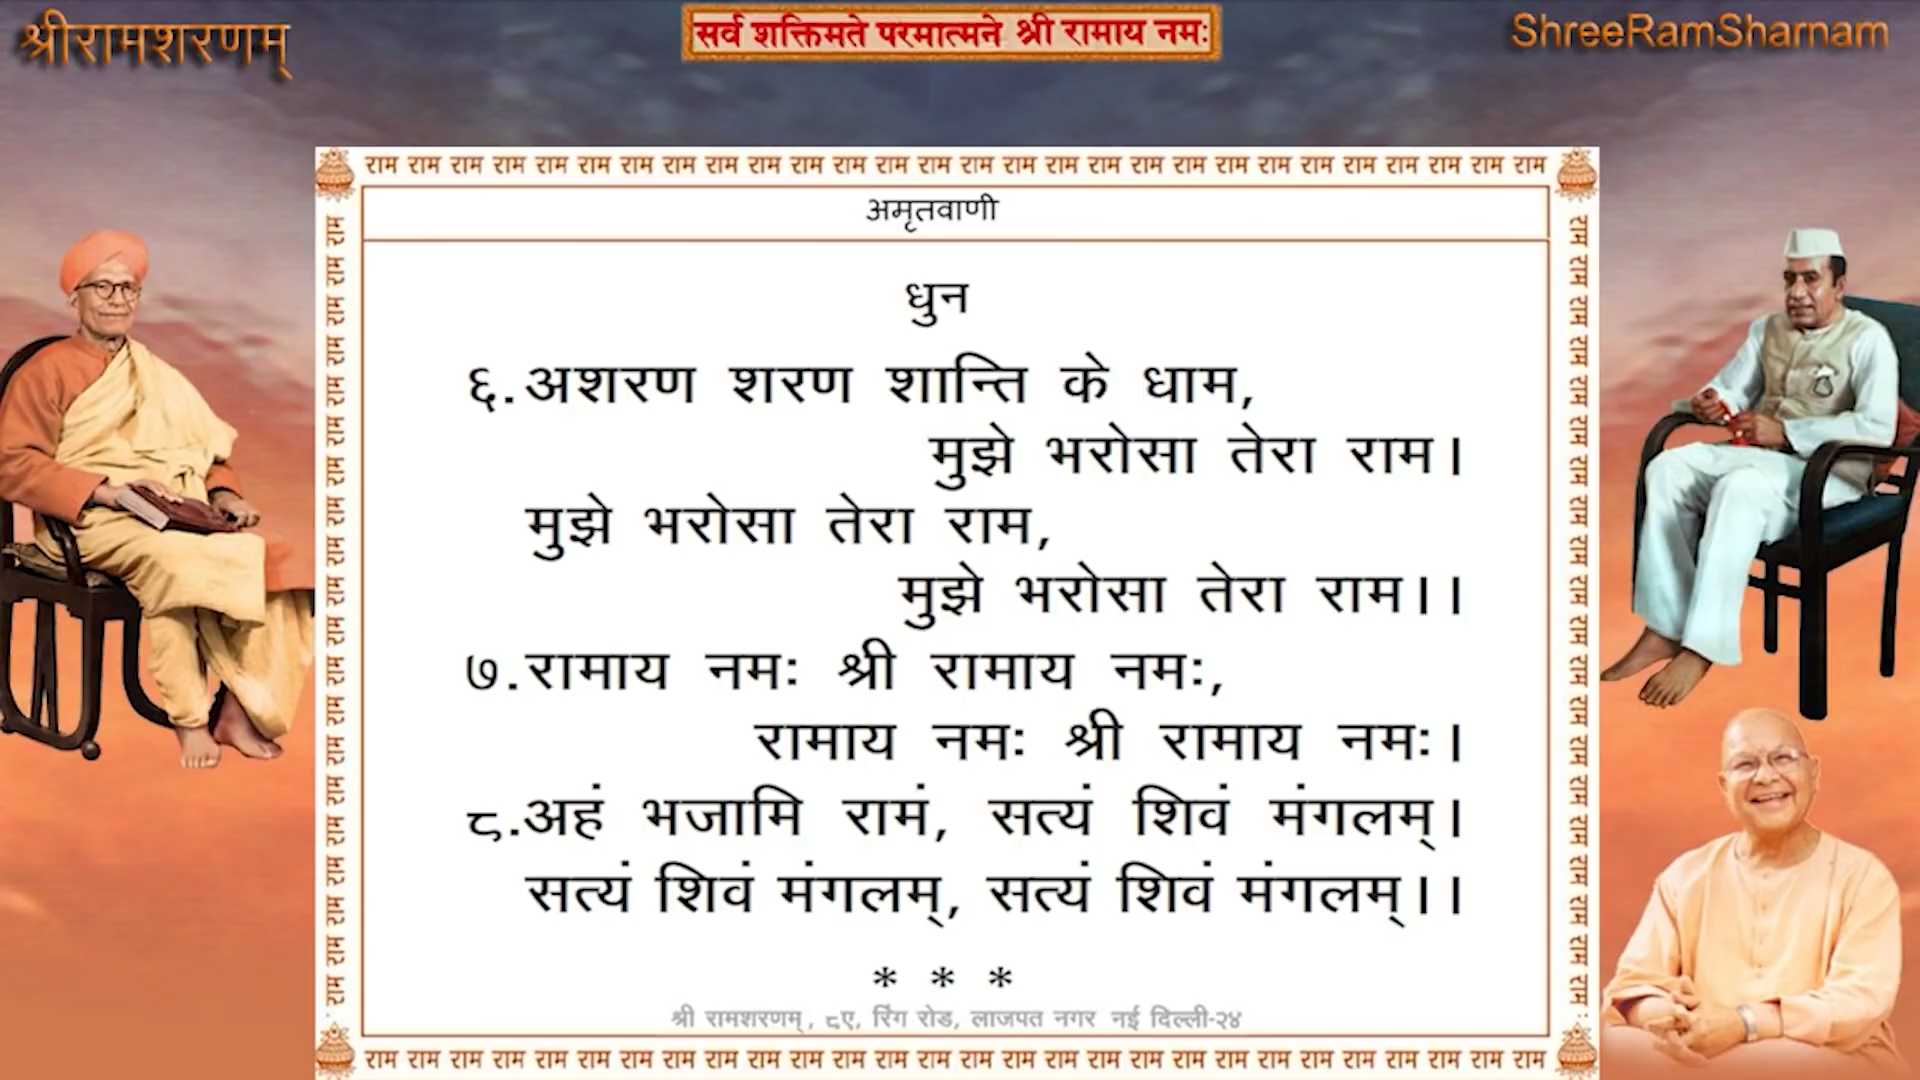 श्रीरामशरणम्
सर्व शक्तिमते परमात्मने श्री रामाय नमः
ShreeRamSharnam
राम राम राम राम राम राम राम राम राम राम राम राम राम राम राम राम राम राम राम राम राम राम राम राम राम राम राम राम
अमृतवाणी
धुन
६.अशरण शरण शान्ति के धाम,
मुझे भरोसा तेरा राम।
मुझे भरोसा तेरा राम,
मुझे भरोसा तेरा राम।।
७.रामाय नमः श्री रामाय नमः,
रामाय नमः श्री रामाय नमः।
८.अहं भजामि रामं, सत्यं शिवं मंगलम्।
सत्यं शिवं मंगलम्, सत्यं शिवं मंगलम्।।
* * *
श्री रामशरणम्, ८ए, रिंग रोड, लाजपत नगर नई दिल्ली-२४
राम राम राम राम राम राम राम राम राम राम राम राम राम राम राम राम राम राम राम राम राम राम राम राम राम राम राम राम
राम राम राम राम राम राम राम राम राम राम राम राम राम राम राम राम राम राम राम राम
राम राम राम राम राम राम राम राम राम राम राम राम राम राम राम राम राम राम राम राम